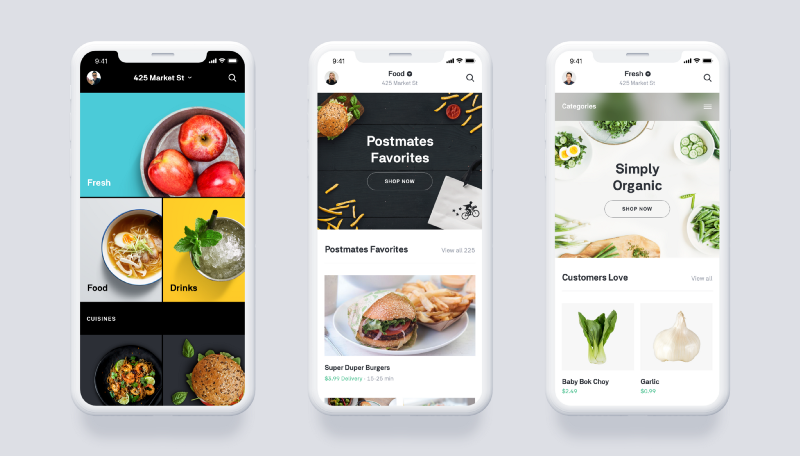 9:41
425 Market St
Fresh
Food
Drinks
CUISINES
9:41
Food
425 Market St
Postmates
Favorites
SHOP NOW
Postmates Favorites
View all 225
Super Duper Burgers
$5.99 Delivery · 15-25 min
9:41
Fresh
425 Market St
Categories
Simply
Organic
SHOP NOW
Customers Love
View all
Baby Bok Choy
$2.49
Garlic
$0.99